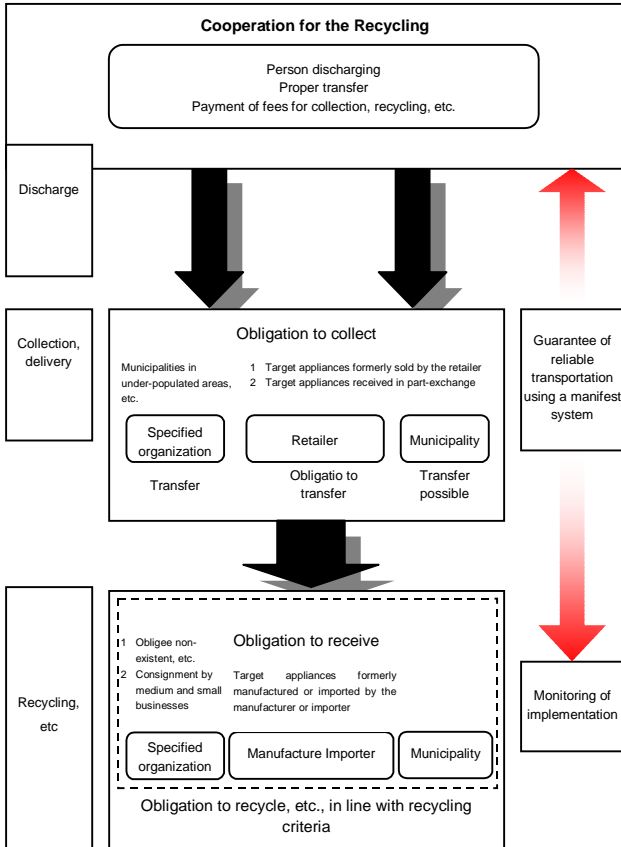 Cooperation for the Recycling
Person discharging
Proper transfer
Payment of fees for collection, recycling, etc.
Discharge
Collection,
delivery
Obligation to collect
Municipalities in
under-populated areas,
etc.
1 Target appliances formerly sold by the retailer
2 Target appliances received in part-exchange
Specified
organization
Retailer
Municipality
Transfer
Obligatio to
transfer
Transfer
possible
Guarantee of
reliable
transportation
using a manifest
system
Recycling,
etc
1 Obligee non-
existent, etc.
2 Consignment by
medium and small
businesses
Obligation to receive
Target appliances formerly
manufactured or imported by the
manufacturer or importer
Specified
organization
Manufacture Importer
Municipality
Obligation to recycle, etc., in line with recycling
criteria
Monitoring of
implementation